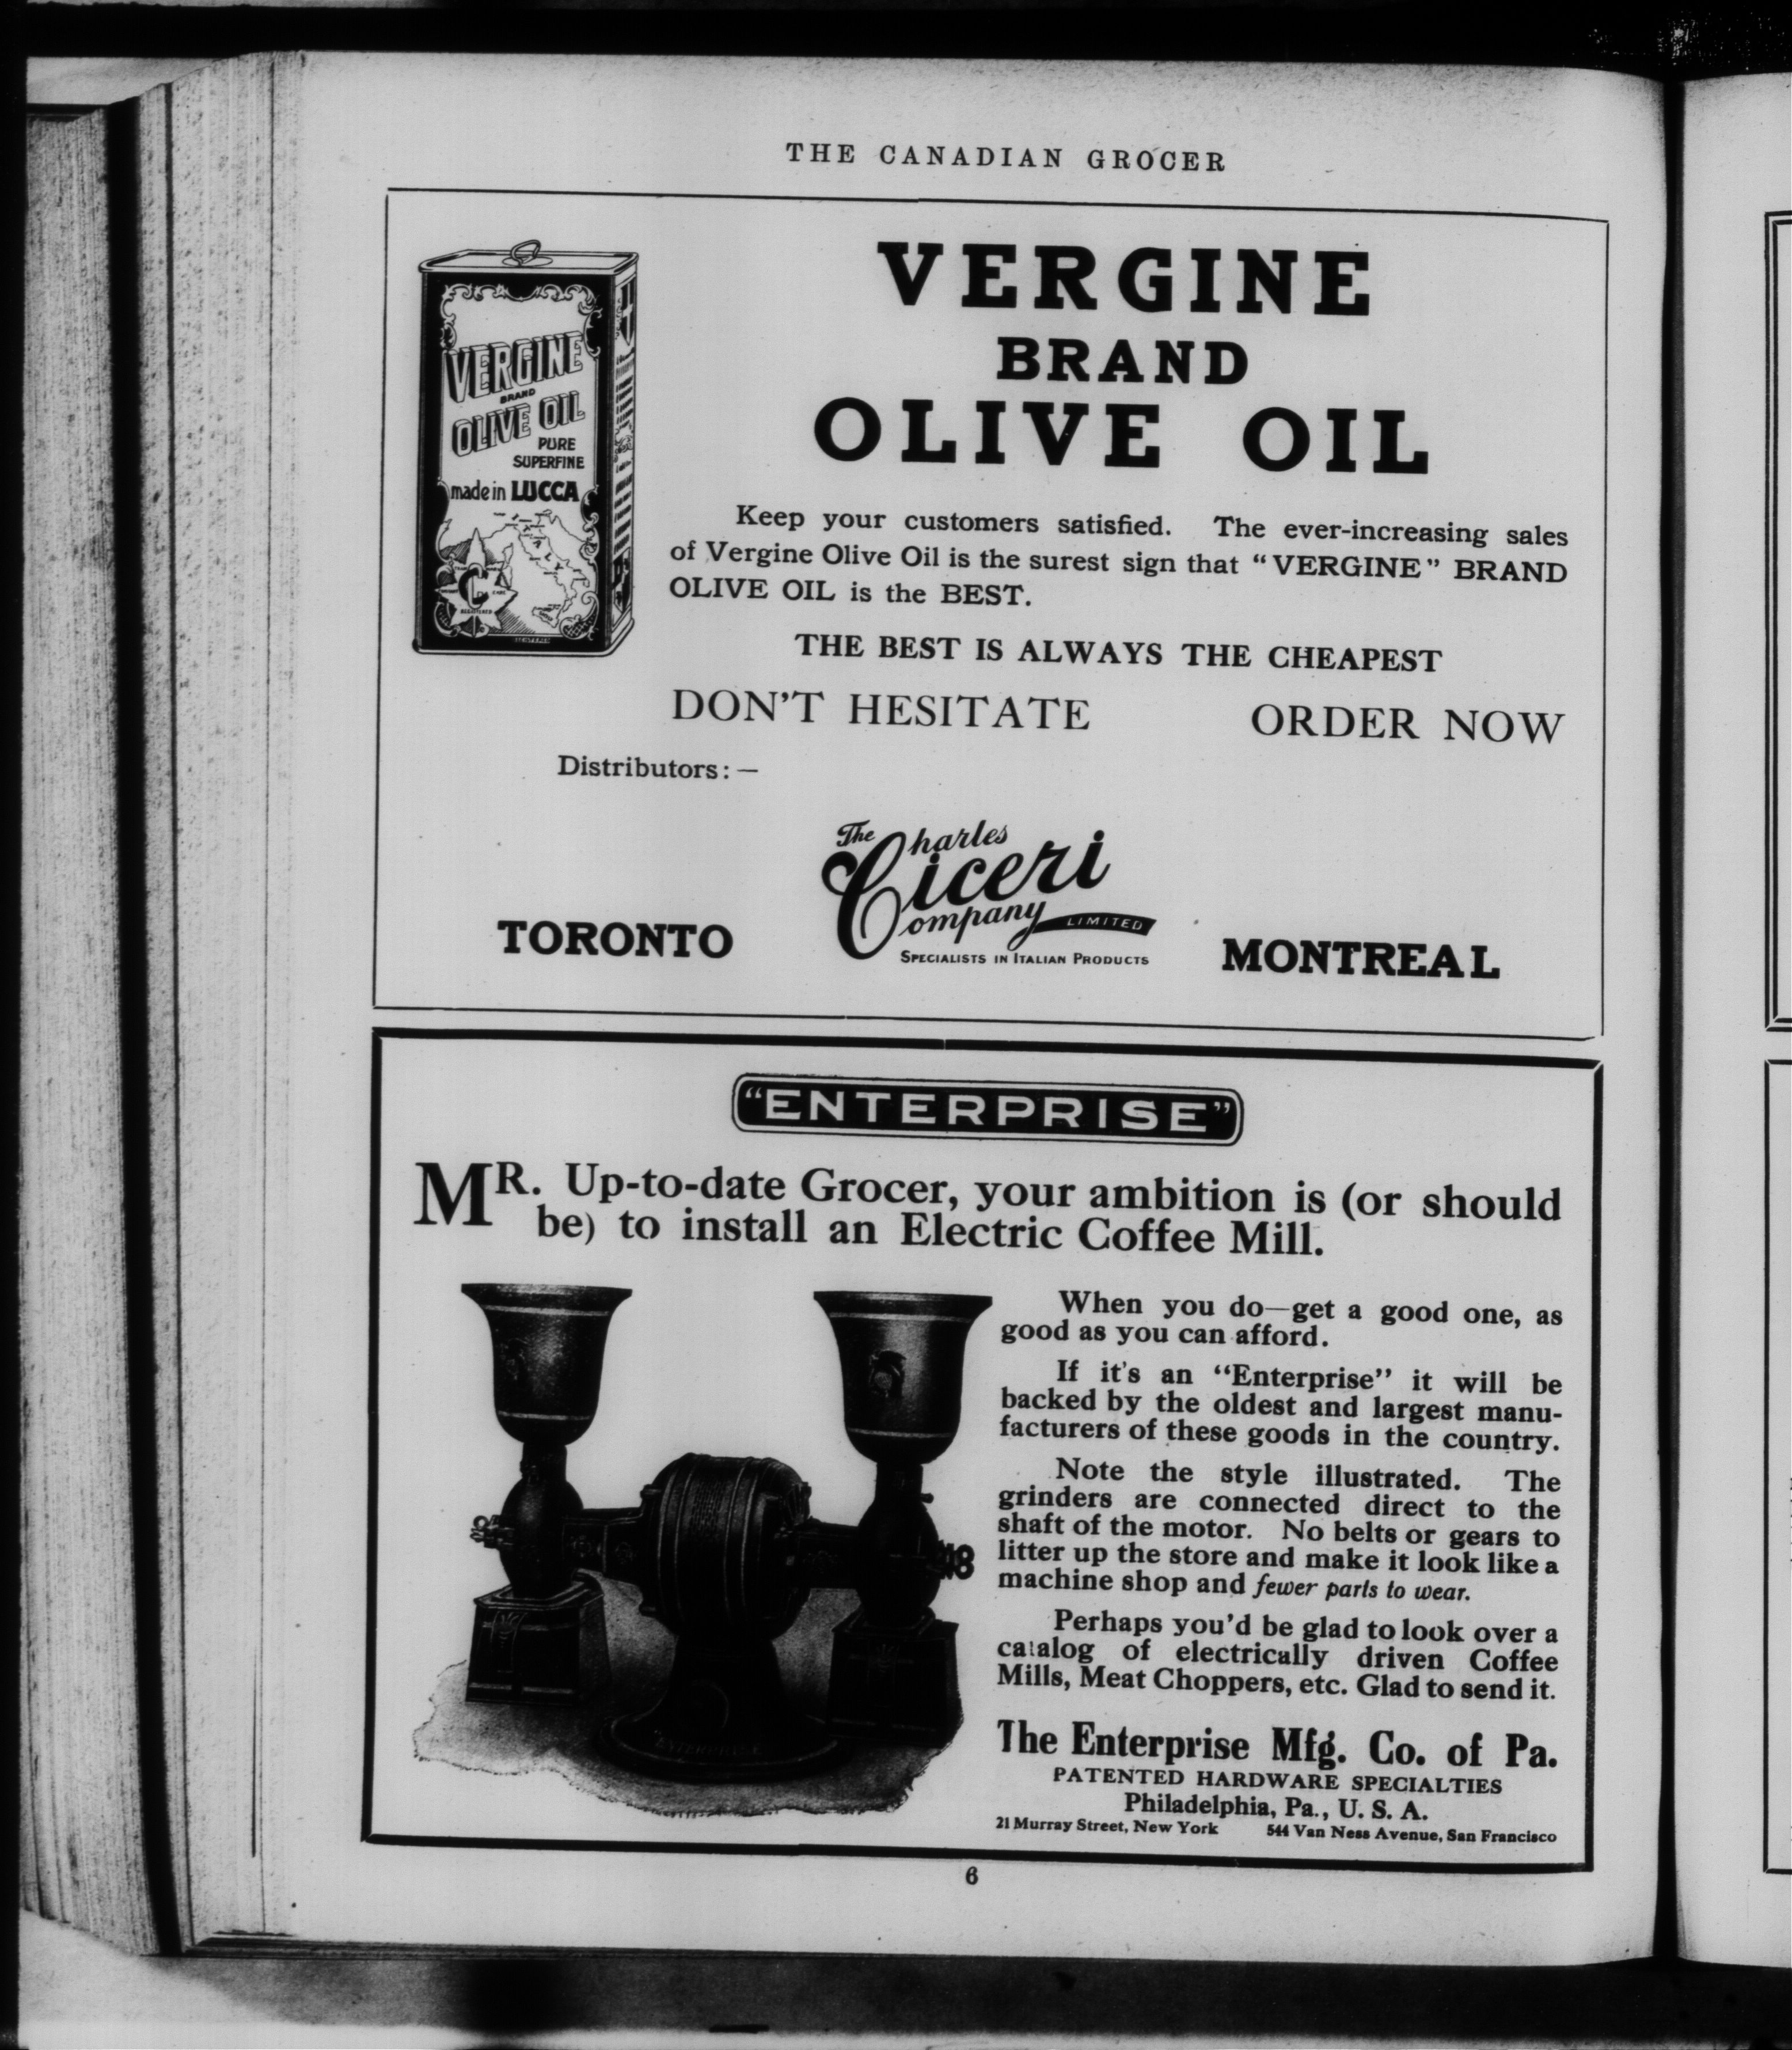 THE CANADIAN GROCER
VERGINE
BRAND
OLIVE OIL
PURE
SUPERFINE
made in LUCCA
VERGINE
BRAND
OLIVE OIL
Keep your customers satisfied. The ever-increasing sales
of Vergine Olive Oil is the surest sign that "VERGINE" BRAND
OLIVE OIL is the BEST.
THE BEST IS ALWAYS THE CHEAPEST
DON'T HESITATE ORDER NOW
Distributors:—
The Charles
Ciceri
Company LIMITED
SPECIALISTS IN ITALIAN PRODUCTS
TORONTO
MONTREAL
"ENTERPRISE"
MR. Up-to-date Grocer, your ambition is (or should
be) to install an Electric Coffee Mill.
When you do—get a good one, as
good as you can afford.
If it's an "Enterprise" it will be
backed by the oldest and largest manu-
facturers of these goods in the country.
Note the style illustrated. The
grinders are connected direct to the
shaft of the motor. No belts or gears to
litter up the store and make it look like a
machine shop and fewer parts to wear.
Perhaps you'd be glad to look over a
catalog of electrically driven Coffee
Mills, Meat Choppers, etc. Glad to send it.
The Enterprise Mfg. Co. of Pa.
PATENTED HARDWARE SPECIALTIES
Philadelphia, Pa., U. S. A.
21 Murray Street, New York 544 Van Ness Avenue, San Francisco
ENTERPRISE
6